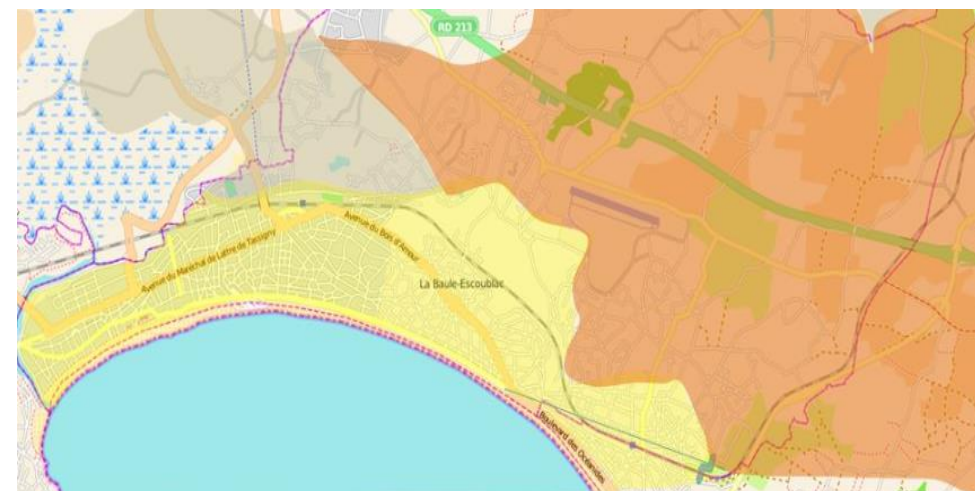 RD 213
Avenue du Bois d'Amour
Avenue du Maréchal de Lattre de Tassigny
La Baule-Escoublac
Boulevard des Océanides